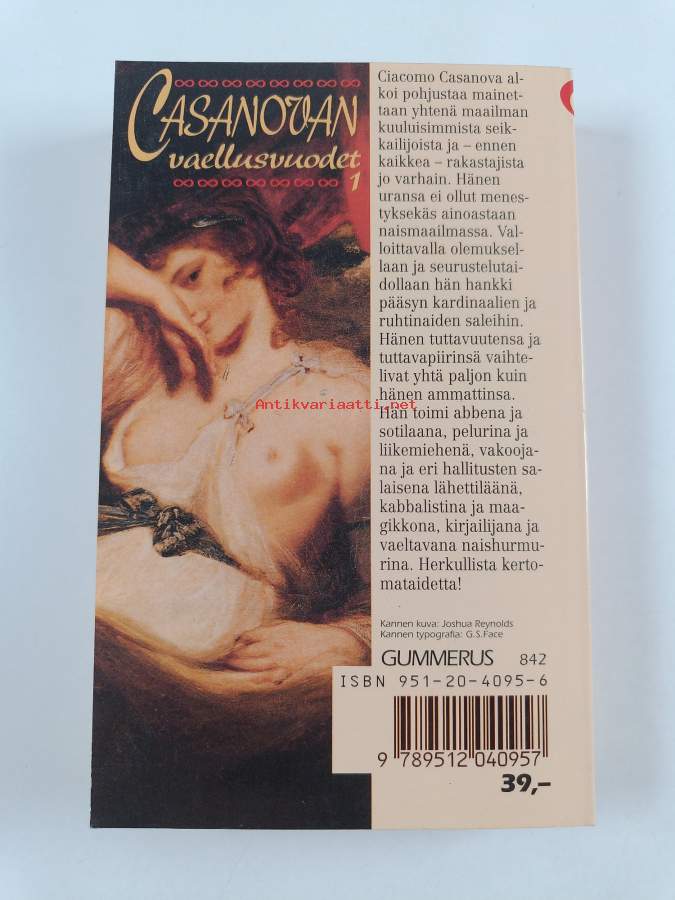 CASANOVAN
vaellusvuodet
1
Ciacomo Casanova al-
koi pohjustaa mainet-
taan yhtenä maailman
kuuluisimmista seik-
kailijoista ja – ennen
kaikkea – rakastajista
jo varhain. Hänen
uransa ei ollut menes-
tyksekäs ainoastaan
naismaailmassa. Val-
loittavalla olemuksel-
laan ja seurustelutai-
dollaan hän hankki
pääsyn kardinaalien ja
ruhtinaiden saleihin.
Hänen tuttavuutensa ja
tuttavapiirinsä vaihte-
livat yhtä paljon kuin
hänen ammattinsa.
Hän toimi abbena ja
sotilaana, pelurina ja
liikemiehenä, vakooja-
na ja eri hallitusten sa-
laisena lähettiläänä,
kabbalistina ja maa-
gikkona, kirjailijana ja
vaeltavana naishurmu-
rina. Herkullista kerto-
mataidetta!
Antikvariaatti.net
Kannen kuva: Joshua Reynolds
Kannen typografia: G.S.Face
GUMMERUS 842
ISBN 951-20-4095-6
9 789512 040957
39,–